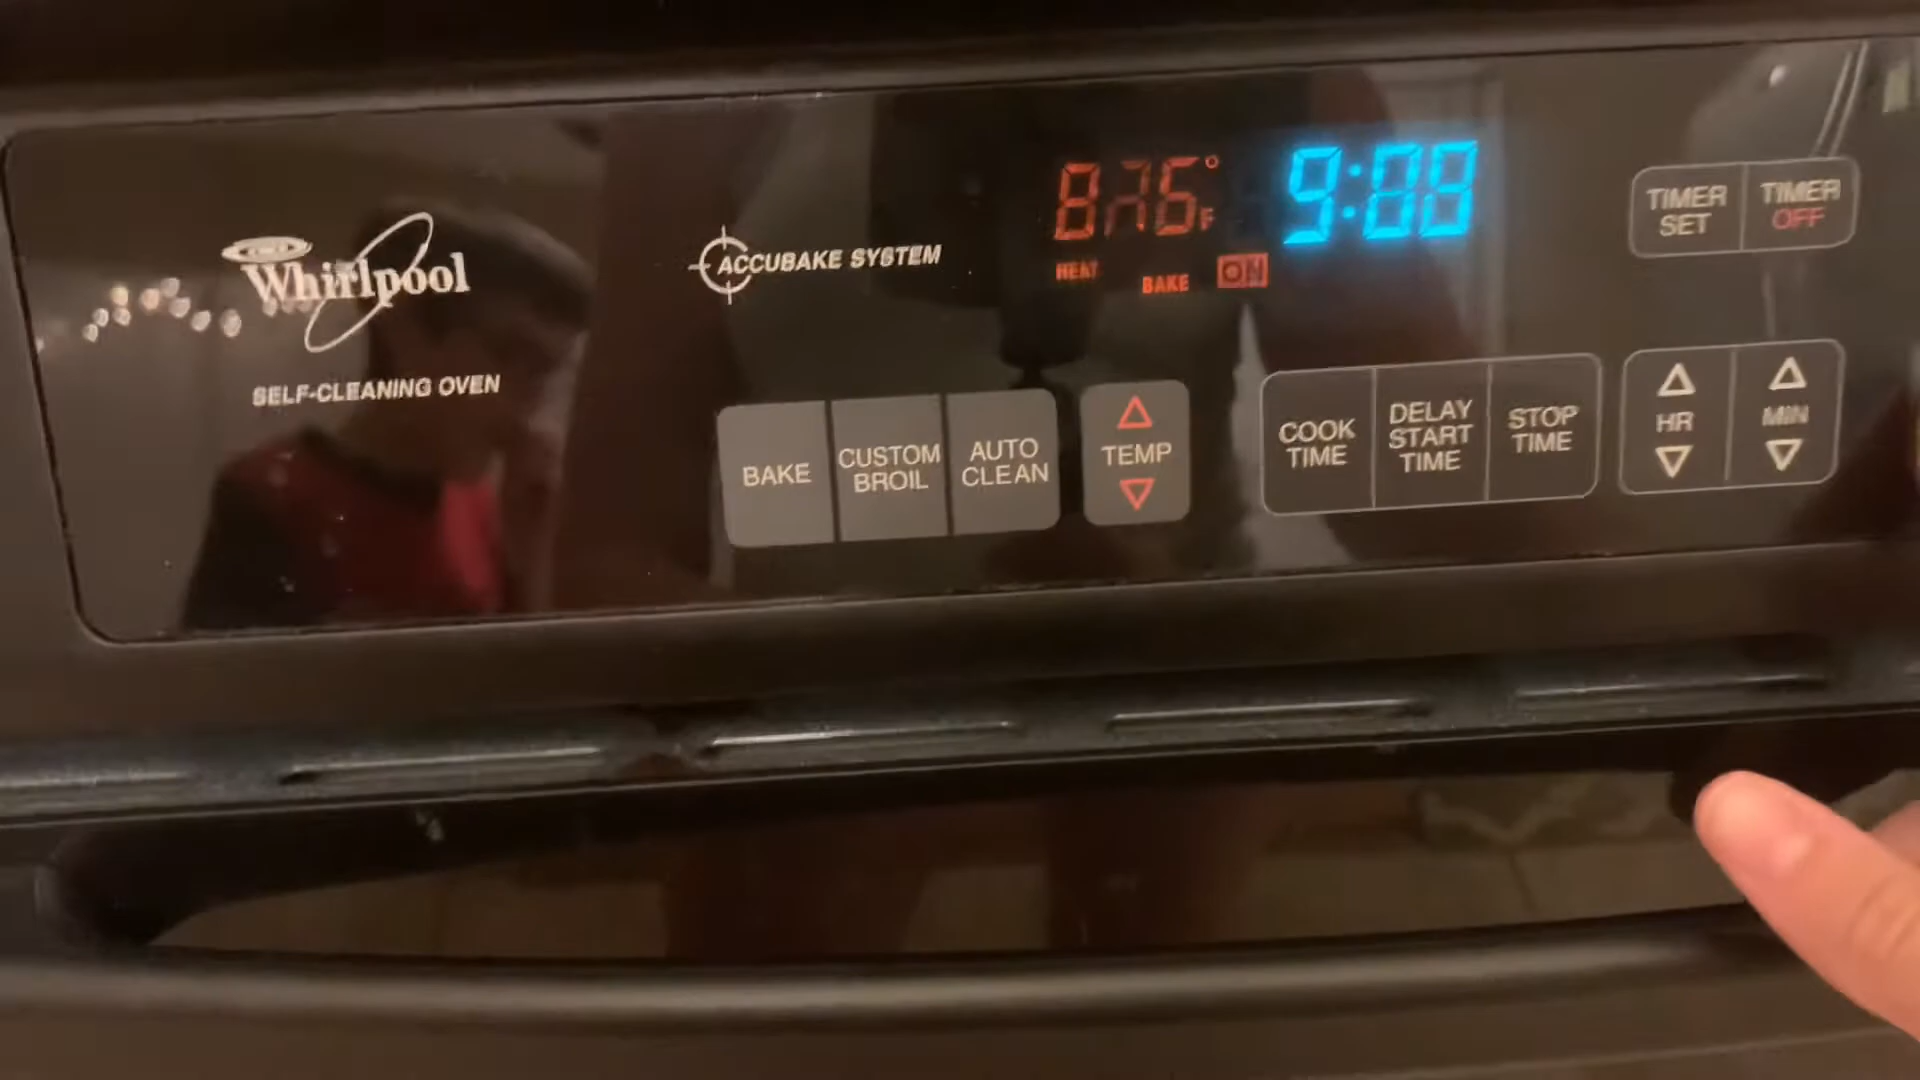 Whirlpool
SELF-CLEANING OVEN
ACCUBAKE SYSTEM
9:08
HEAT BAKE ON
BAKE
CUSTOM
BROIL
AUTO
CLEAN
TEMP
COOK
TIME
DELAY
START
TIME
STOP
TIME
HR
MIN
TIMER
SET
TIMER
OFF